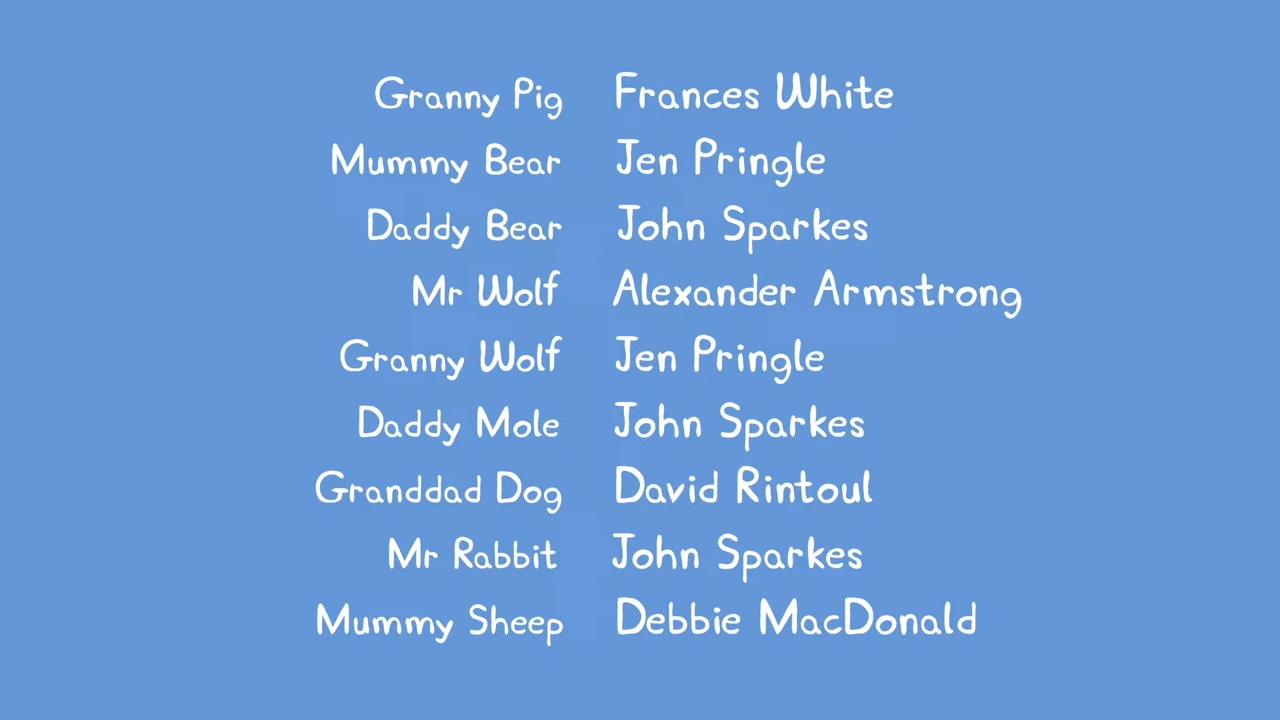 Granny Pig Frances White
Mummy Bear Jen Pringle
Daddy Bear John Sparkes
Mr Wolf Alexander Armstrong
Granny Wolf Jen Pringle
Daddy Mole John Sparkes
Granddad Dog David Rintoul
Mr Rabbit John Sparkes
Mummy Sheep Debbie MacDonald